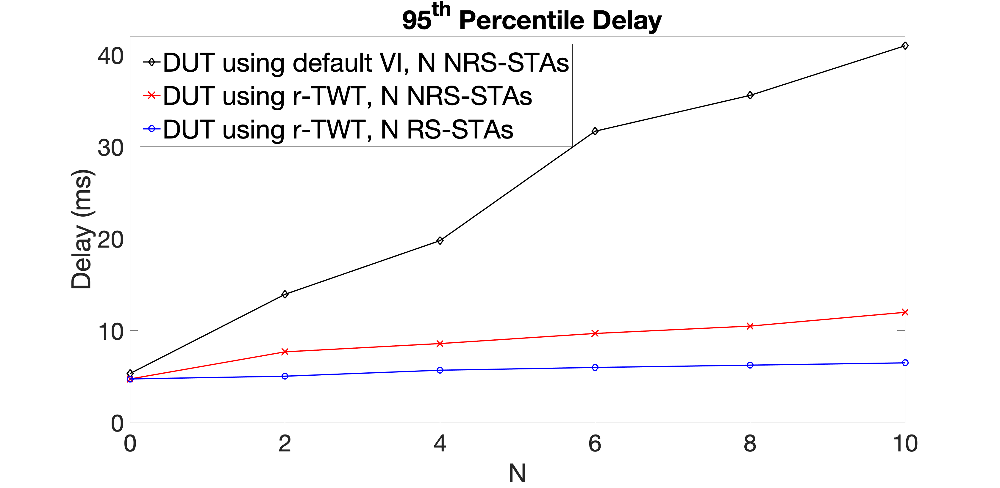 95th Percentile Delay
DUT using default VI, N NRS-STAs
DUT using r-TWT, N NRS-STAs
DUT using r-TWT, N RS-STAs
Delay (ms)
40
30
20
10
0
0 2 4 6 8 10
N